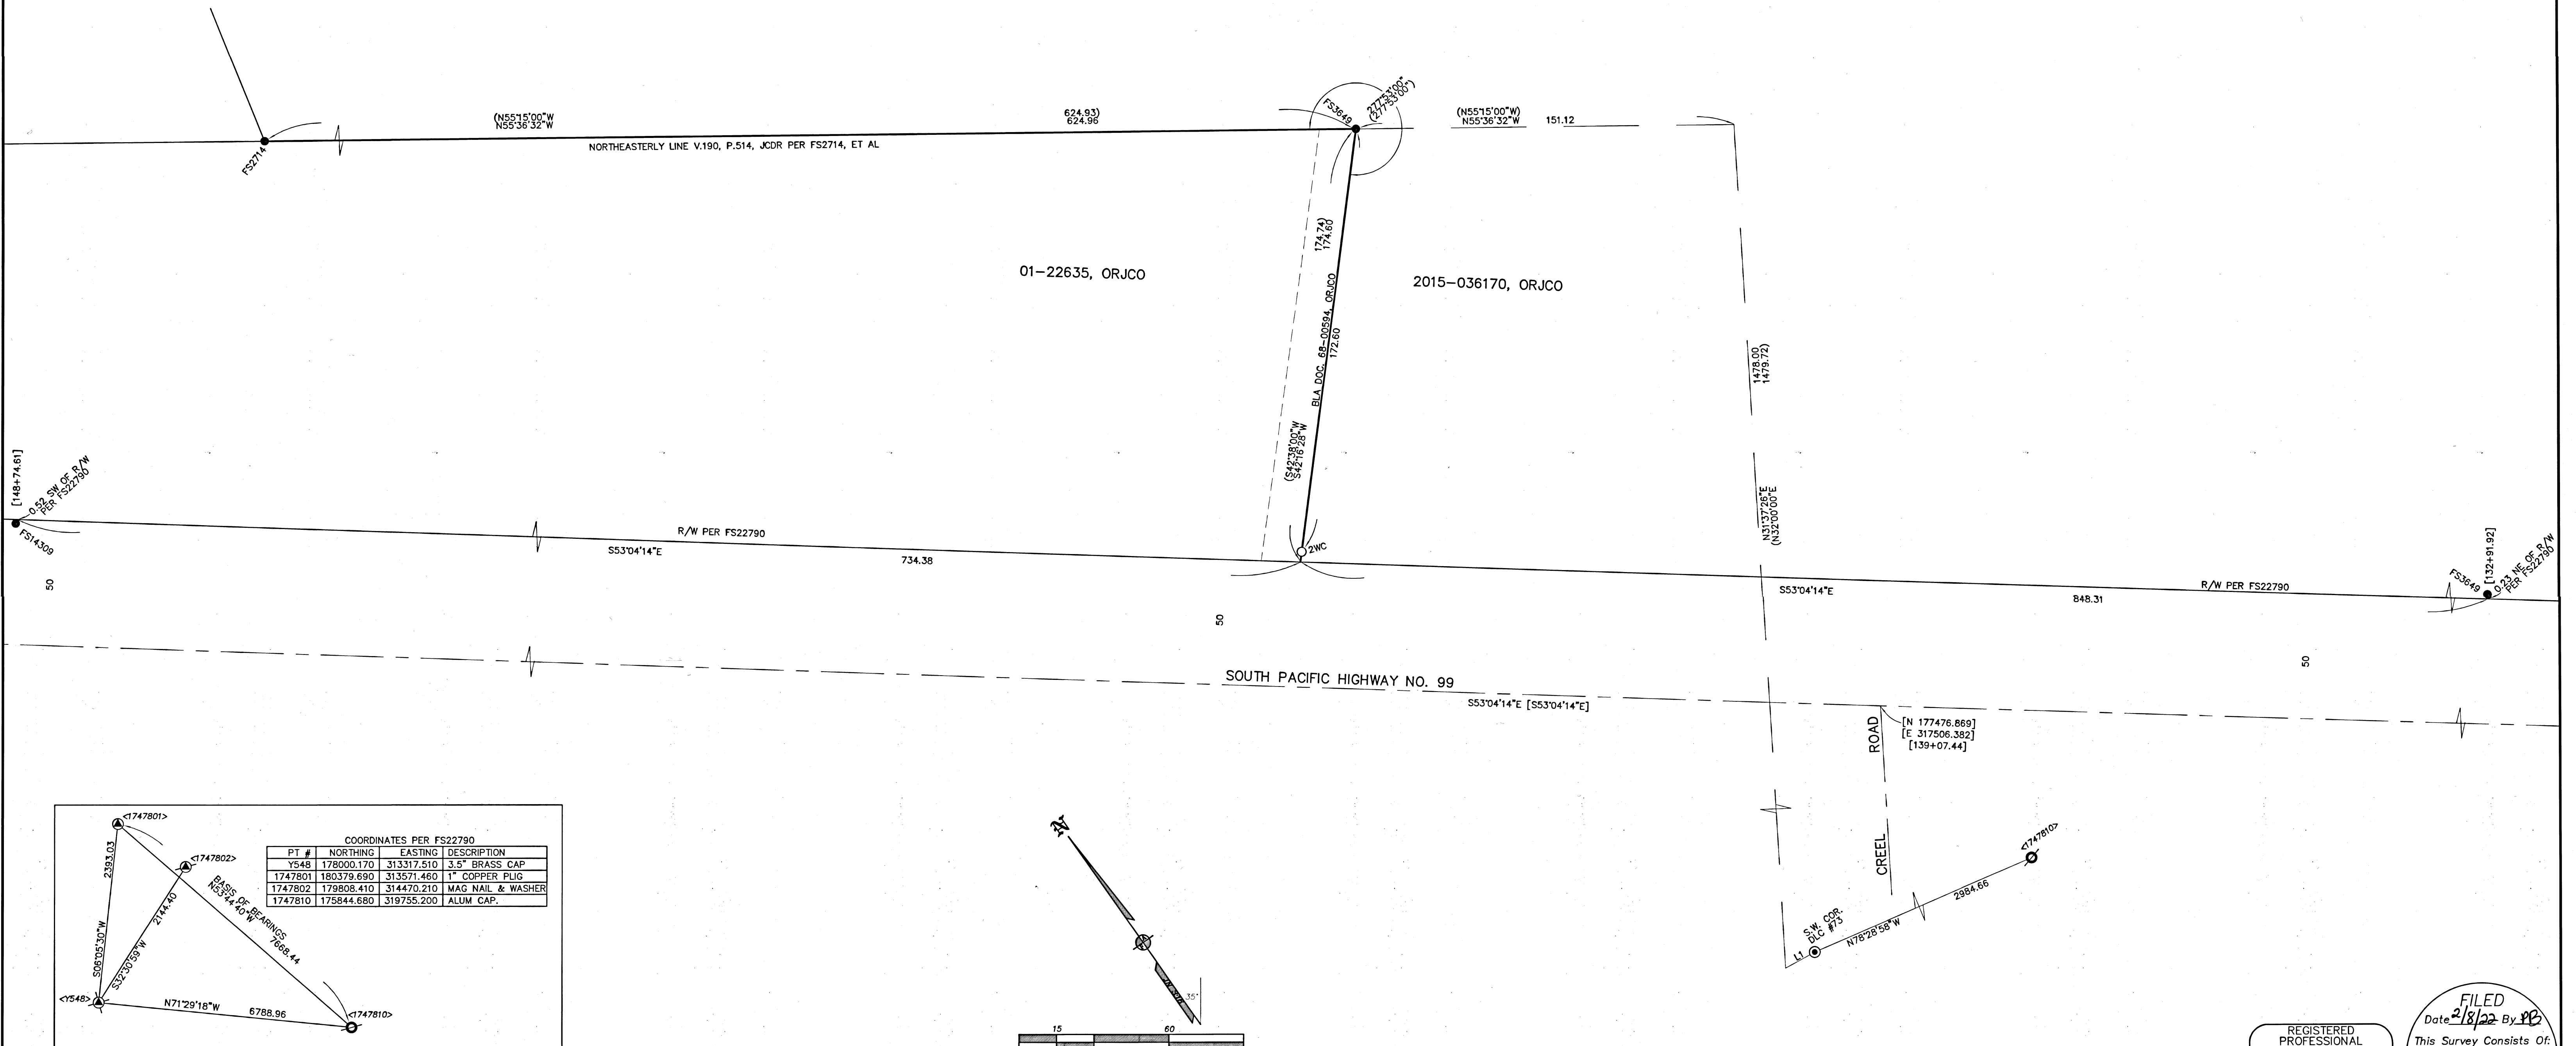 (N55°15'00"W
N55°36'32"W
624.93)
624.96
FS3649
277°53'00"
(277°53'00")
(N55°15'00"W)
N55°36'32"W
151.12
FS2714
NORTHEASTERLY LINE V.190, P.514, JCDR PER FS2714, ET AL
174.74)
174.60
01-22635, ORJCO
2015-036170, ORJCO
BLA DOC. 68-00594, ORJCO
172.60
(S42°38'00"W
S42°16'28"W
1478.00
1479.72)
N31°37'26"E
(N32°00'00"E
[148+74.61]
0.52 SW OF R/W
PER FS22790
FS14309
R/W PER FS22790
S53°04'14"E
734.38
2WC
S53°04'14"E
848.31
R/W PER FS22790
FS3649
[132+91.92]
0.23 NE OF R/W
PER FS22790
50
50
50
SOUTH PACIFIC HIGHWAY NO. 99
S53°04'14"E [S53°04'14"E]
CREEL ROAD
[N 177476.869]
[E 317506.382]
[139+07.44]
<1747801>
<1747802>
2393.03
S06°05'30"W
2144.40
S32°30'59"W
BASIS OF BEARINGS
N53°44'40"W
7668.44
<Y548>
N71°29'18"W
6788.96
<1747810>
COORDINATES PER FS22790
PT # NORTHING EASTING DESCRIPTION
Y548 178000.170 313317.510 3.5" BRASS CAP
1747801 180379.690 313571.460 1" COPPER PLIG
1747802 179808.410 314470.210 MAG NAIL & WASHER
1747810 175844.680 319755.200 ALUM CAP.
N
35°
15 60
<1747810>
2984.66
N78°28'58"W
S.W. COR.
DLC #73
L1
REGISTERED
PROFESSIONAL
FILED
Date 2/8/22 By PB
This Survey Consists Of: